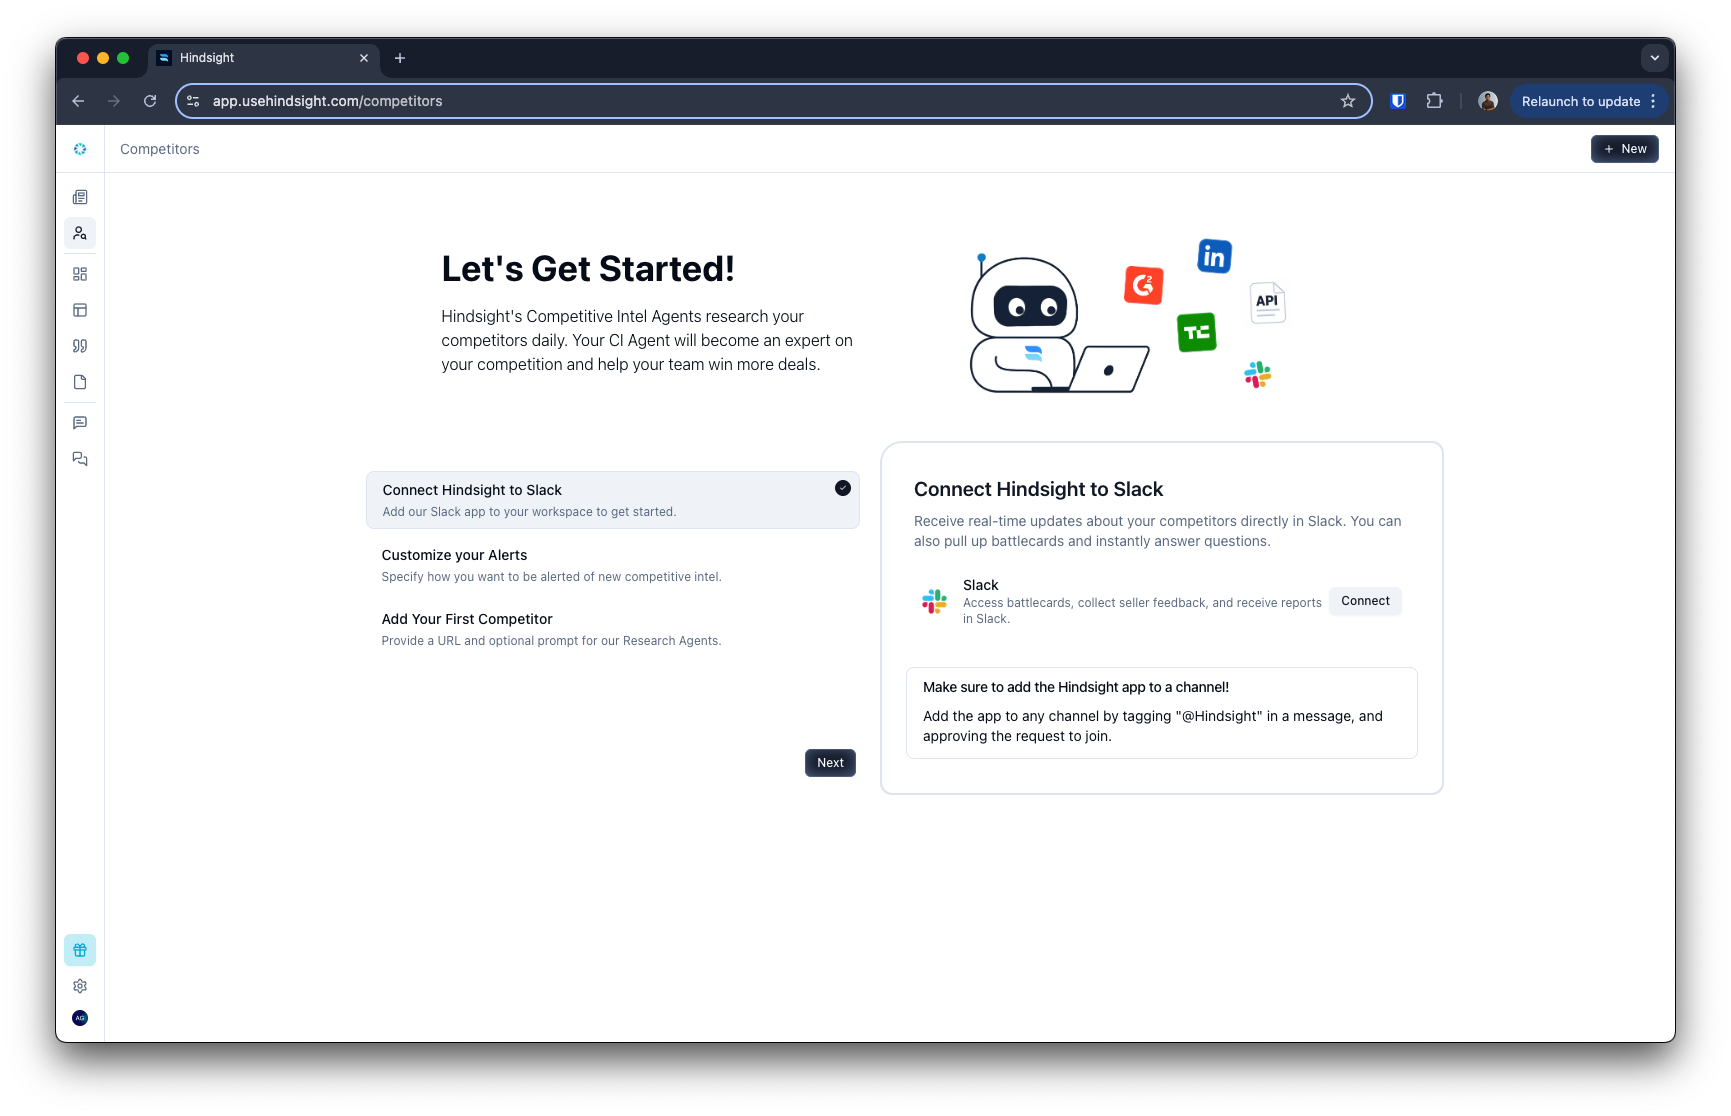 Hindsight
app.usehindsight.com/competitors
Relaunch to update
Competitors
+ New
Let's Get Started!
Hindsight's Competitive Intel Agents research your
competitors daily. Your CI Agent will become an expert on
your competition and help your team win more deals.
in
G2
API
TC
Connect Hindsight to Slack
Add our Slack app to your workspace to get started.
Customize your Alerts
Specify how you want to be alerted of new competitive intel.
Add Your First Competitor
Provide a URL and optional prompt for our Research Agents.
Next
Connect Hindsight to Slack
Receive real-time updates about your competitors directly in Slack. You can
also pull up battlecards and instantly answer questions.
Slack
Access battlecards, collect seller feedback, and receive reports
in Slack.
Connect
Make sure to add the Hindsight app to a channel!
Add the app to any channel by tagging "@Hindsight" in a message, and
approving the request to join.
AG